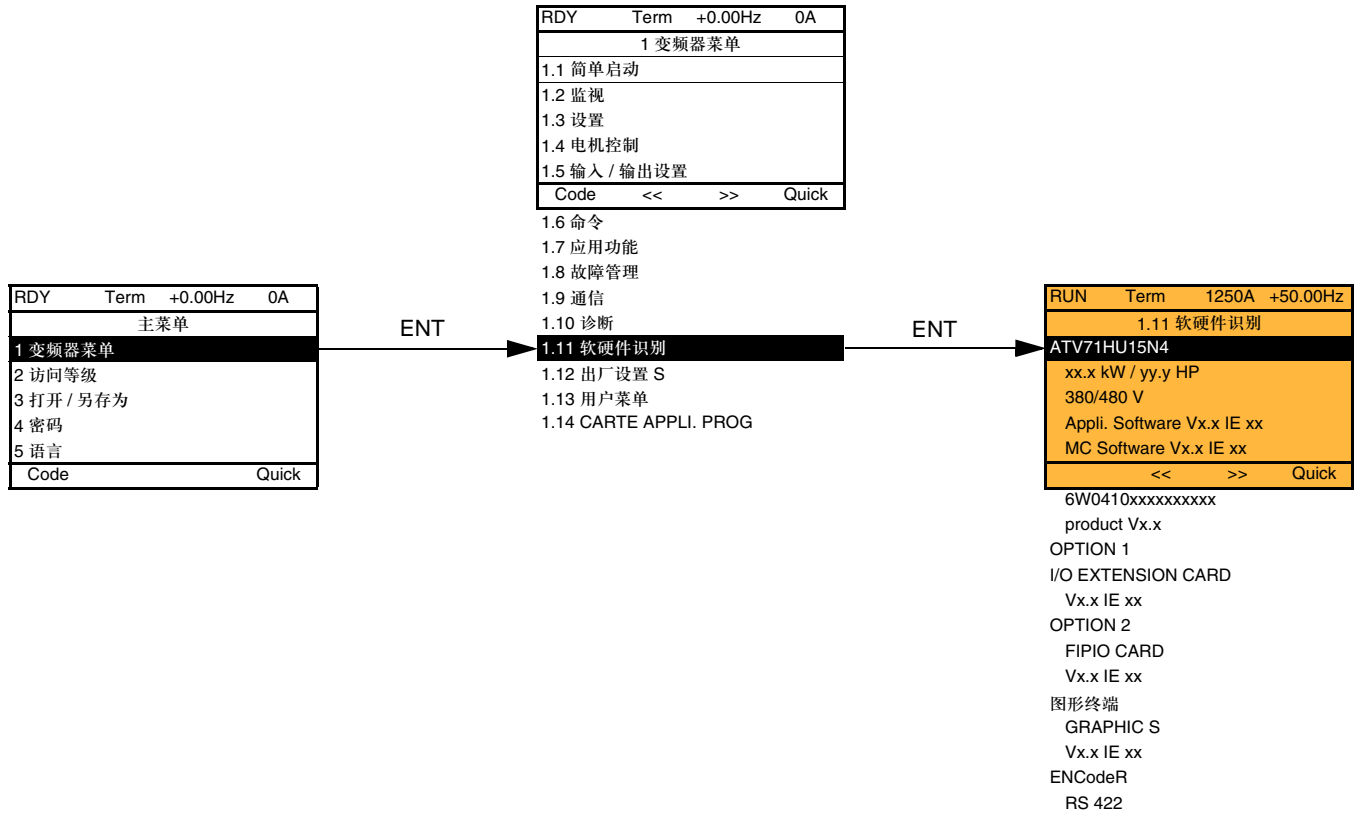 RDY Term +0.00Hz 0A
1 变频器菜单
1.1 简单启动
1.2 监视
1.3 设置
1.4 电机控制
1.5 输入 / 输出设置
Code << >> Quick
1.6 命令
1.7 应用功能
1.8 故障管理
1.9 通信
1.10 诊断
1.11 软硬件识别
1.12 出厂设置 S
1.13 用户菜单
1.14 CARTE APPLI. PROG
RDY Term +0.00Hz 0A
主菜单
1 变频器菜单
2 访问等级
3 打开 / 另存为
4 密码
5 语言
Code Quick
ENT
ENT
RUN Term 1250A +50.00Hz
1.11 软硬件识别
ATV71HU15N4
xx.x kW / yy.y HP
380/480 V
Appli. Software Vx.x IE xx
MC Software Vx.x IE xx
<< >> Quick
6W0410xxxxxxxxxx
product Vx.x
OPTION 1
I/O EXTENSION CARD
Vx.x IE xx
OPTION 2
FIPIO CARD
Vx.x IE xx
图形终端
GRAPHIC S
Vx.x IE xx
ENCodeR
RS 422